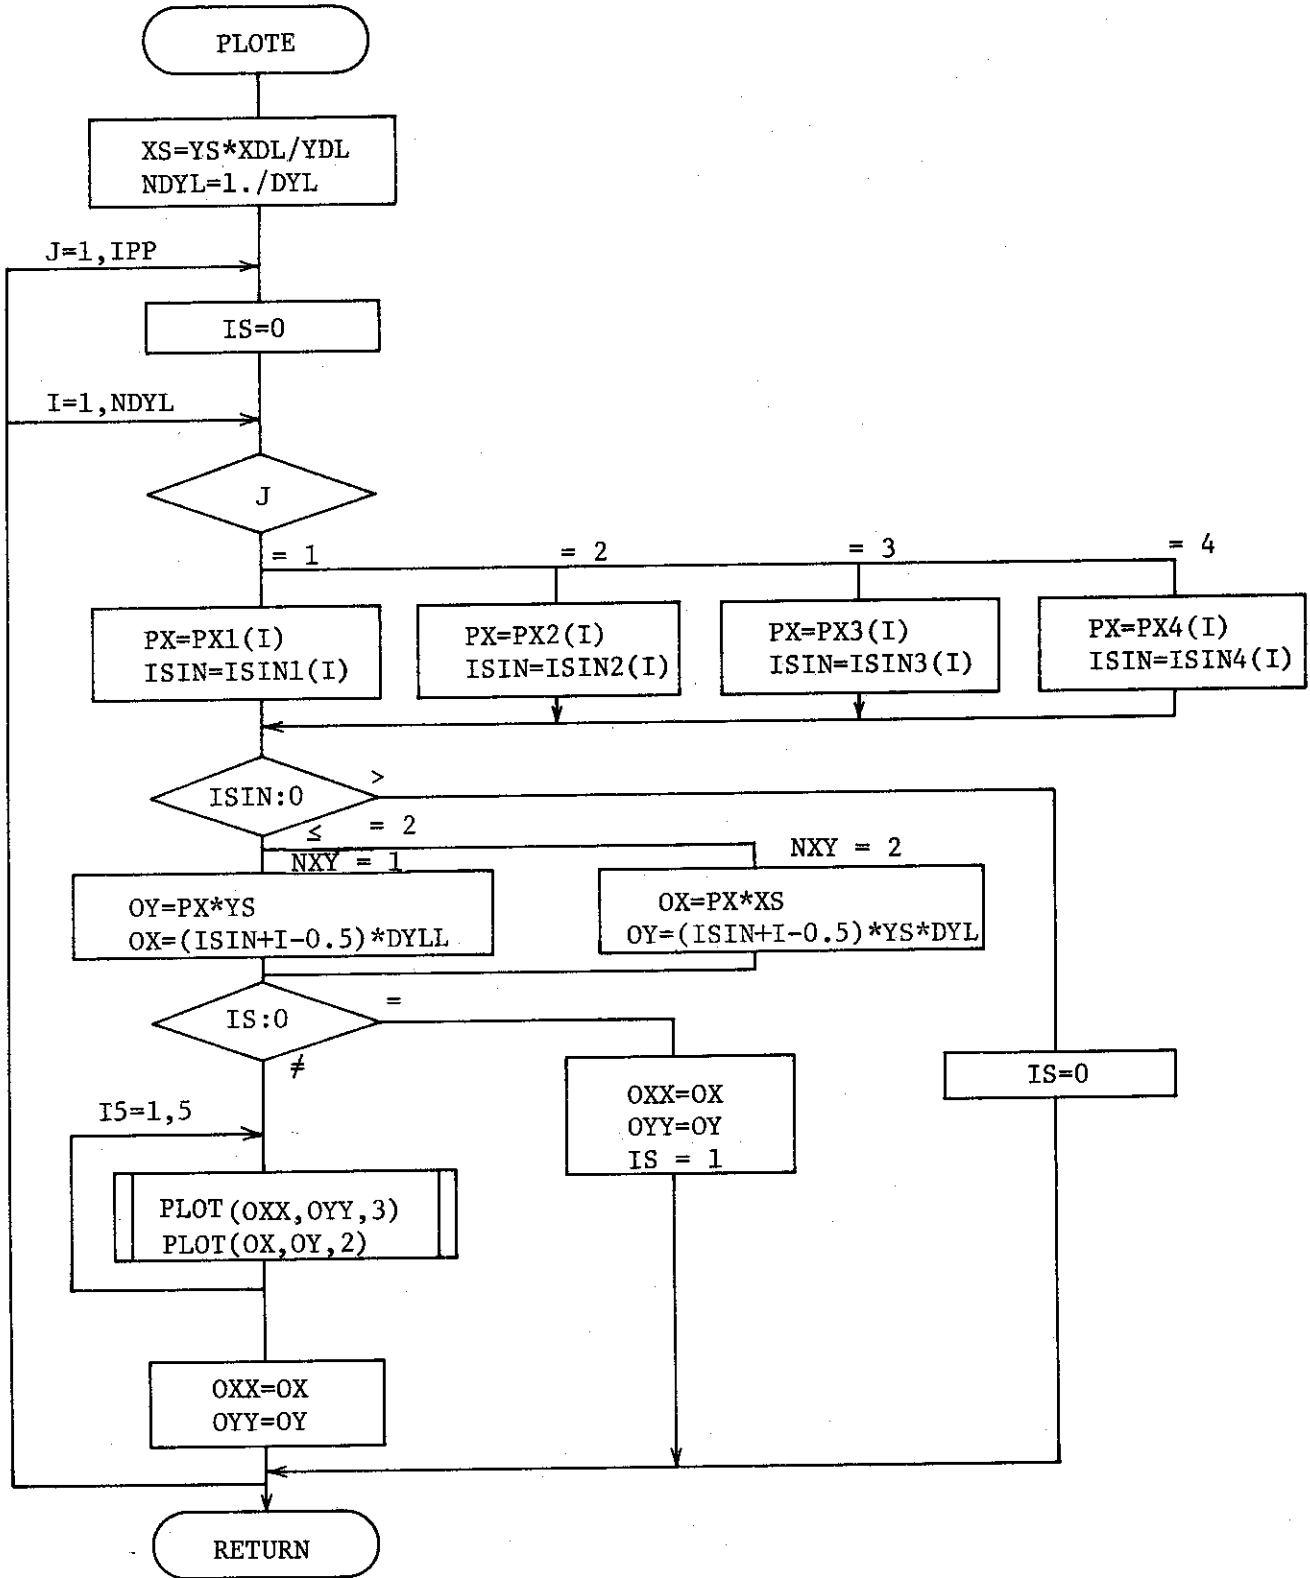 PLOTE
XS=YS*XDL/YDL
NDYL=1./DYL
J=1,IPP
IS=0
I=1,NDYL
J
= 1
= 2
= 3
= 4
PX=PX1(I)
ISIN=ISIN1(I)
PX=PX2(I)
ISIN=ISIN2(I)
PX=PX3(I)
ISIN=ISIN3(I)
PX=PX4(I)
ISIN=ISIN4(I)
ISIN:0
>
≤
= 2
NXY = 1
NXY = 2
OY=PX*YS
OX=(ISIN+I-0.5)*DYLL
OX=PX*XS
OY=(ISIN+I-0.5)*YS*DYL
IS:0
=
≠
OXX=OX
OYY=OY
IS = 1
IS=0
I5=1,5
PLOT(OXX,OYY,3)
PLOT(OX,OY,2)
OXX=OX
OYY=OY
RETURN